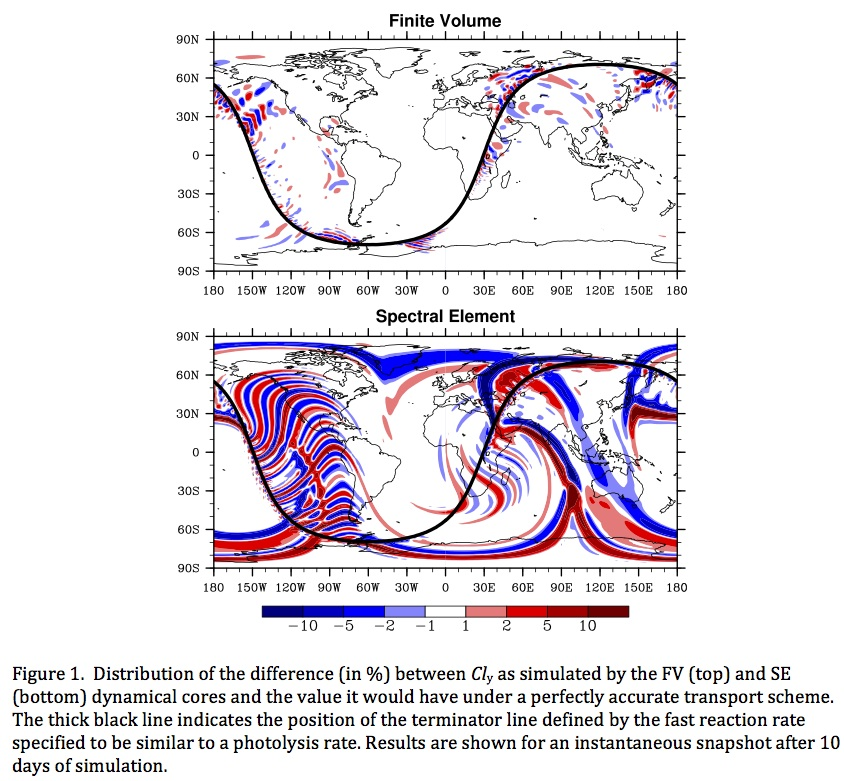 Finite Volume
90N
60N
30N
0
30S
60S
90S
180 150W 120W 90W 60W 30W 0 30E 60E 90E 120E 150E 180
Spectral Element
90N
60N
30N
0
30S
60S
90S
180 150W 120W 90W 60W 30W 0 30E 60E 90E 120E 150E 180
−10 −5 −2 −1 1 2 5 10
Figure 1. Distribution of the difference (in %) between Cly as simulated by the FV (top) and SE
(bottom) dynamical cores and the value it would have under a perfectly accurate transport scheme.
The thick black line indicates the position of the terminator line defined by the fast reaction rate
specified to be similar to a photolysis rate. Results are shown for an instantaneous snapshot after 10
days of simulation.